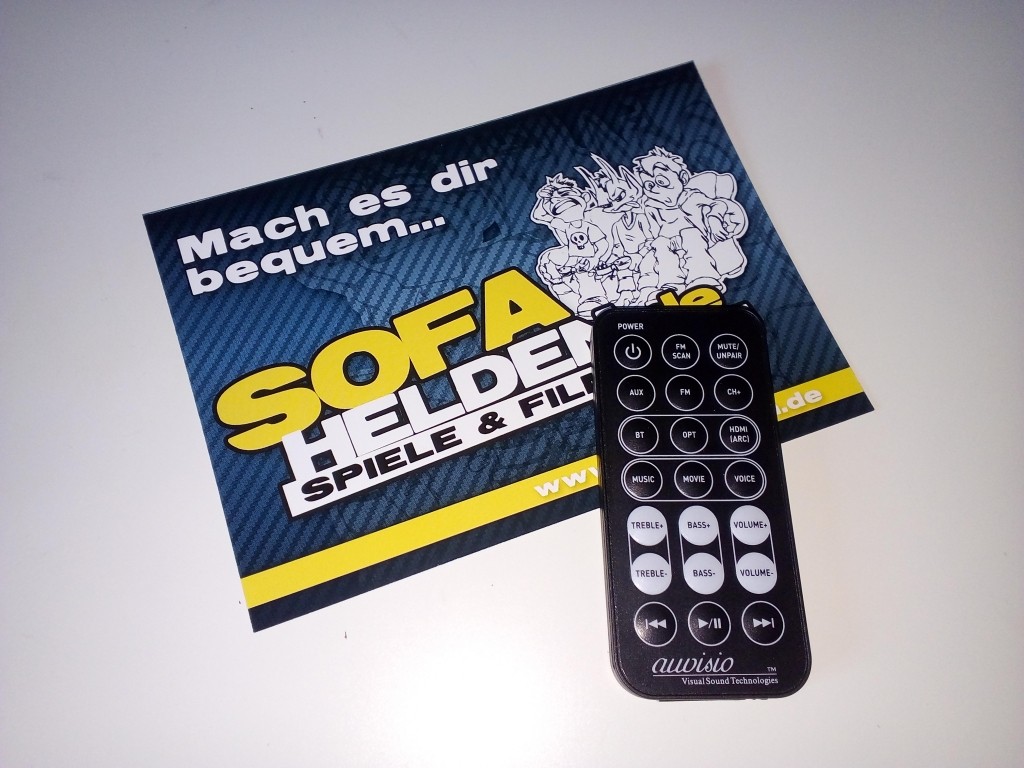 Mach es dir
bequem...
SOFA
HELDEN
SPIELE &
www.
.de
POWER
FM SCAN
MUTE/ UNPAIR
AUX
FM
CH+
BT
OPT
HDMI (ARC)
MUSIC
MOVIE
VOICE
TREBLE+
BASS+
VOLUME+
TREBLE-
BASS-
VOLUME-
auvisio ™
Visual Sound Technologies